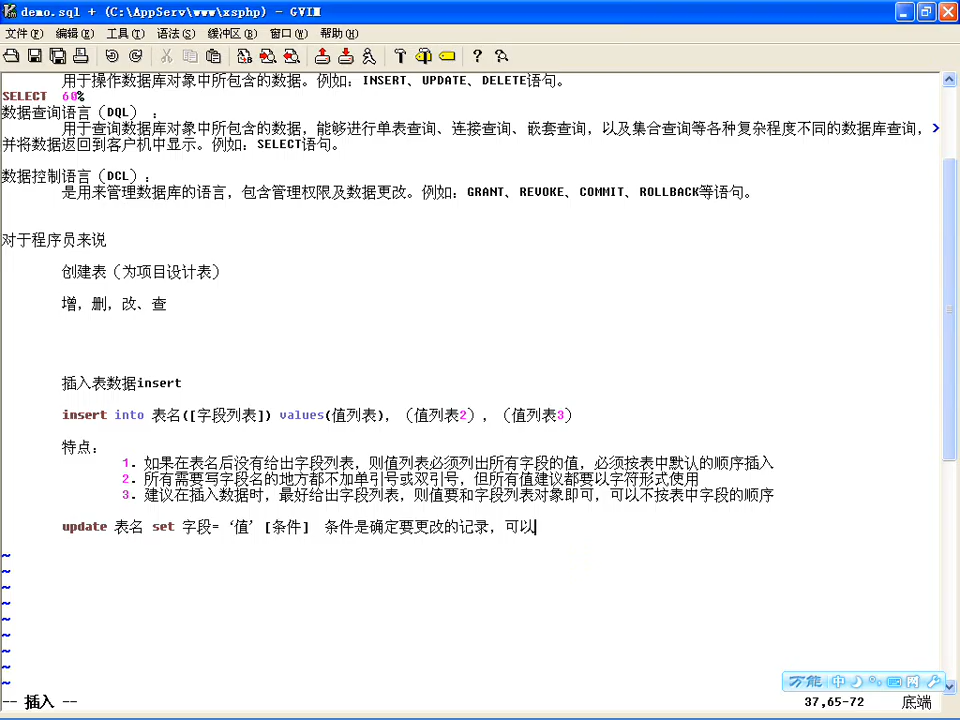 demo.sql + (C:\AppServ\www\xsphp) - GVIM
文件(F) 编辑(E) 工具(T) 语法(S) 缓冲区(B) 窗口(W) 帮助(H)
用于操作数据库对象中所包含的数据。例如：INSERT、UPDATE、DELETE语句。
SELECT 60%
数据查询语言（DQL）：
用于查询数据库对象中所包含的数据，能够进行单表查询、连接查询、嵌套查询，以及集合查询等各种复杂程度不同的数据库查询，
并将数据返回到客户机中显示。例如：SELECT语句。
数据控制语言（DCL）：
是用来管理数据库的语言，包含管理权限及数据更改。例如：GRANT、REVOKE、COMMIT、ROLLBACK等语句。
对于程序员来说
创建表（为项目设计表）
增，删，改、查
插入表数据insert
insert into 表名([字段列表]) values(值列表), （值列表2）, （值列表3）
特点：
1. 如果在表名后没有给出字段列表，则值列表必须列出所有字段的值，必须按表中默认的顺序插入
2. 所有需要写字段名的地方都不加单引号或双引号，但所有值建议都要以字符形式使用
3. 建议在插入数据时，最好给出字段列表，则值要和字段列表对象即可，可以不按表中字段的顺序
update 表名 set 字段=‘值’[条件] 条件是确定要更改的记录，可以
~
~
~
~
~
~
~
~
~
万能 中 网
-- 插入 -- 37,65-72 底端